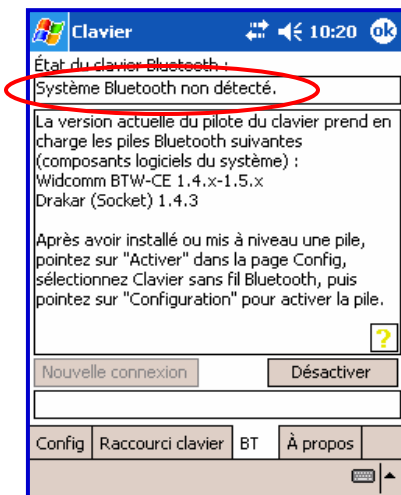 Clavier 10:20 ok
État du clavier Bluetooth :
Système Bluetooth non détecté.
La version actuelle du pilote du clavier prend en
charge les piles Bluetooth suivantes
(composants logiciels du système) :
Widcomm BTW-CE 1.4.x-1.5.x
Drakar (Socket) 1.4.3
Après avoir installé ou mis à niveau une pile,
pointez sur "Activer" dans la page Config,
sélectionnez Clavier sans fil Bluetooth, puis
pointez sur "Configuration" pour activer la pile.
?
Nouvelle connexion Désactiver
Config Raccourci clavier BT À propos